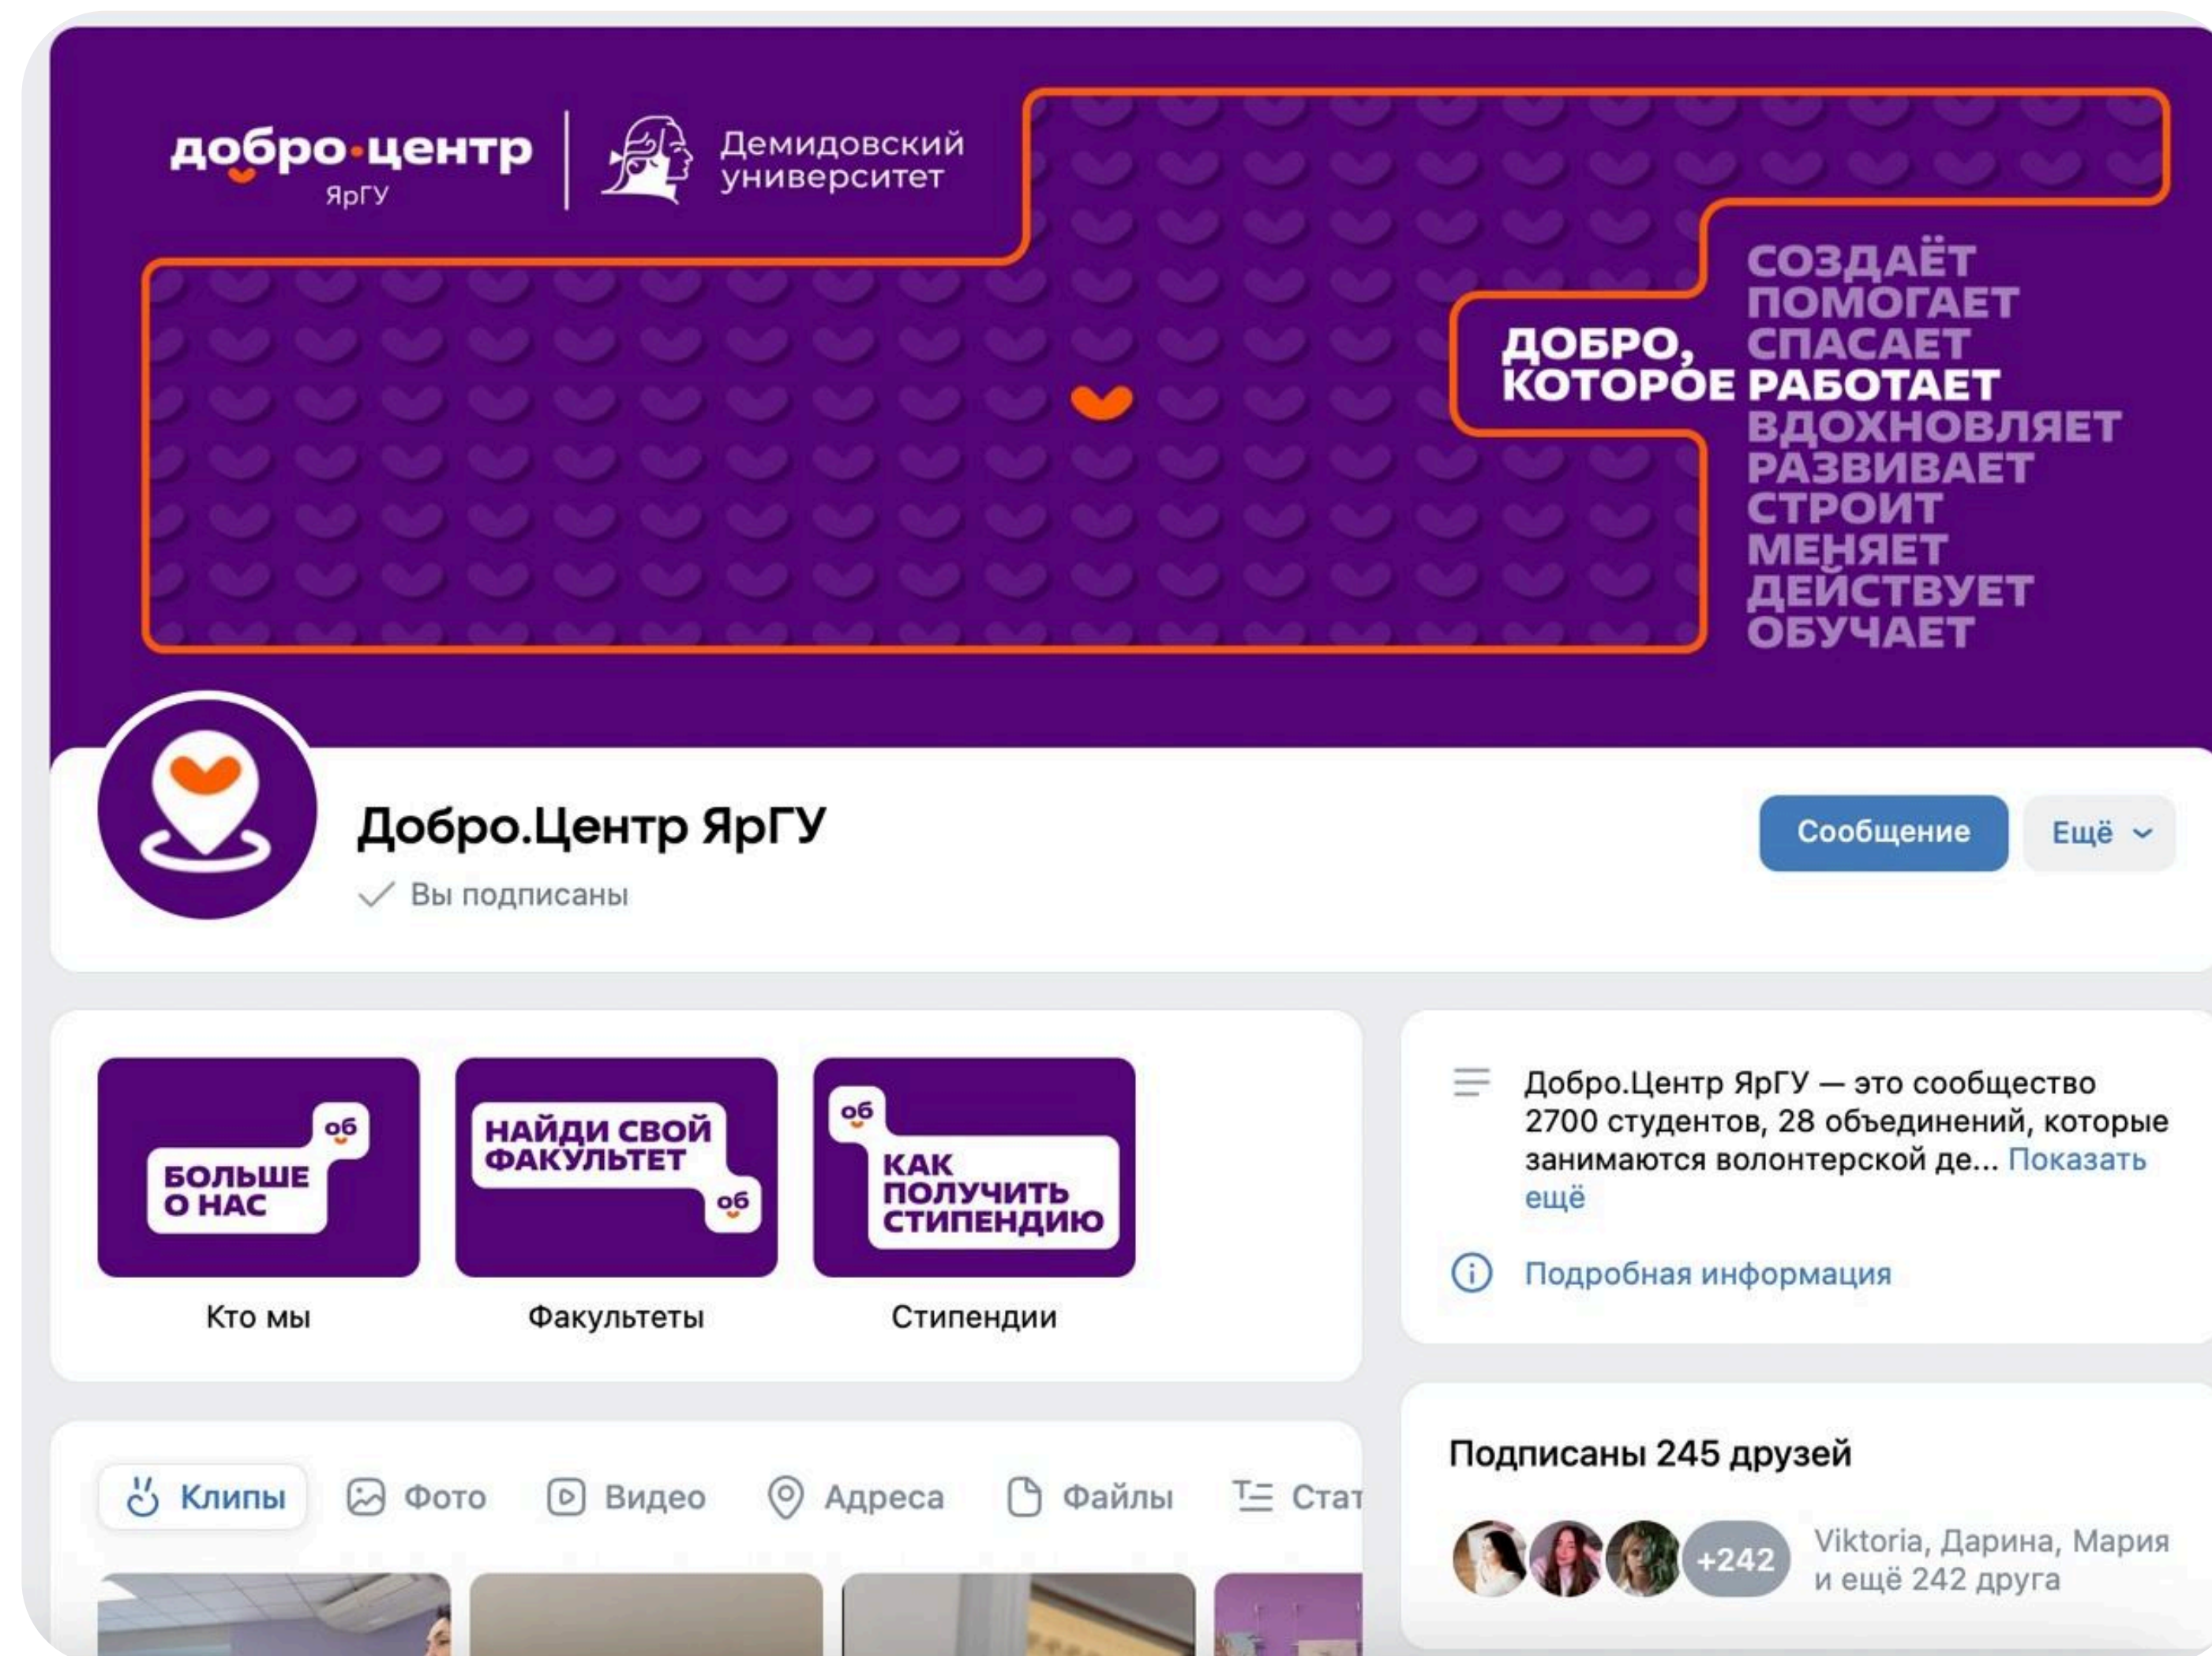 добро•центр
ЯрГУ
Демидовский
университет
СОЗДАЁТ
ПОМОГАЕТ
ДОБРО, СПАСАЕТ
КОТОРОЕ РАБОТАЕТ
ВДОХНОВЛЯЕТ
РАЗВИВАЕТ
СТРОИТ
МЕНЯЕТ
ДЕЙСТВУЕТ
ОБУЧАЕТ
Добро.Центр ЯрГУ
Вы подписаны
Сообщение
Ещё
об
БОЛЬШЕ
О НАС
Кто мы
НАЙДИ СВОЙ
ФАКУЛЬТЕТ
об
Факультеты
об
КАК
ПОЛУЧИТЬ
СТИПЕНДИЮ
Стипендии
Добро.Центр ЯрГУ — это сообщество
2700 студентов, 28 объединений, которые
занимаются волонтерской де... Показать
ещё
Подробная информация
Клипы
Фото
Видео
Адреса
Файлы
Стат
Подписаны 245 друзей
+242
Viktoria, Дарина, Мария
и ещё 242 друга